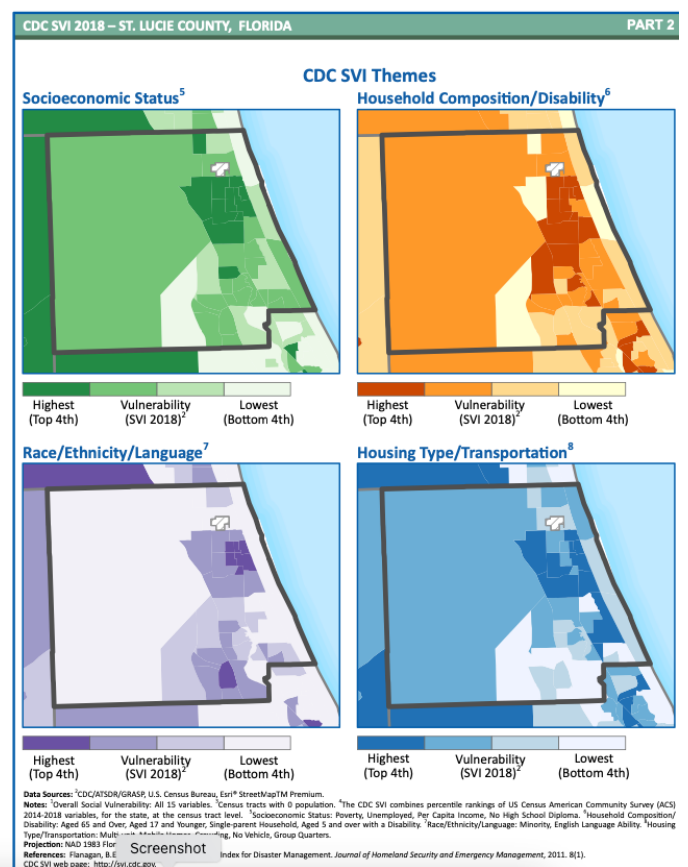 CDC SVI 2018 – ST. LUCIE COUNTY, FLORIDA PART 2
CDC SVI Themes
Socioeconomic Status5 Household Composition/Disability6
Highest (Top 4th) Vulnerability (SVI 2018)2 Lowest (Bottom 4th)
Highest (Top 4th) Vulnerability (SVI 2018)2 Lowest (Bottom 4th)
Race/Ethnicity/Language7 Housing Type/Transportation8
Highest (Top 4th) Vulnerability (SVI 2018)2 Lowest (Bottom 4th)
Highest (Top 4th) Vulnerability (SVI 2018)2 Lowest (Bottom 4th)
Data Sources: 2CDC/ATSDR/GRASP, U.S. Census Bureau, Esri® StreetMapTM Premium.
Notes: 1Overall Social Vulnerability: All 15 variables. 3Census tracts with 0 population. 4The CDC SVI combines percentile rankings of US Census American Community Survey (ACS)
2014-2018 variables, for the state, at the census tract level. 5Socioeconomic Status: Poverty, Unemployed, Per Capita Income, No High School Diploma. 6Household Composition/
Disability: Aged 65 and Over, Aged 17 and Younger, Single-parent Household, Aged 5 and over with a Disability. 7Race/Ethnicity/Language: Minority, English Language Ability. 8Housing
Type/Transportation: No Vehicle, Group Quarters.
Projection: NAD 1983
References: Flanagan, Index for Disaster Management. Journal of Homeland Security and Emergency Management, 2011. 8(1).
CDC SVI web page: http://svi.cdc.gov.
Screenshot